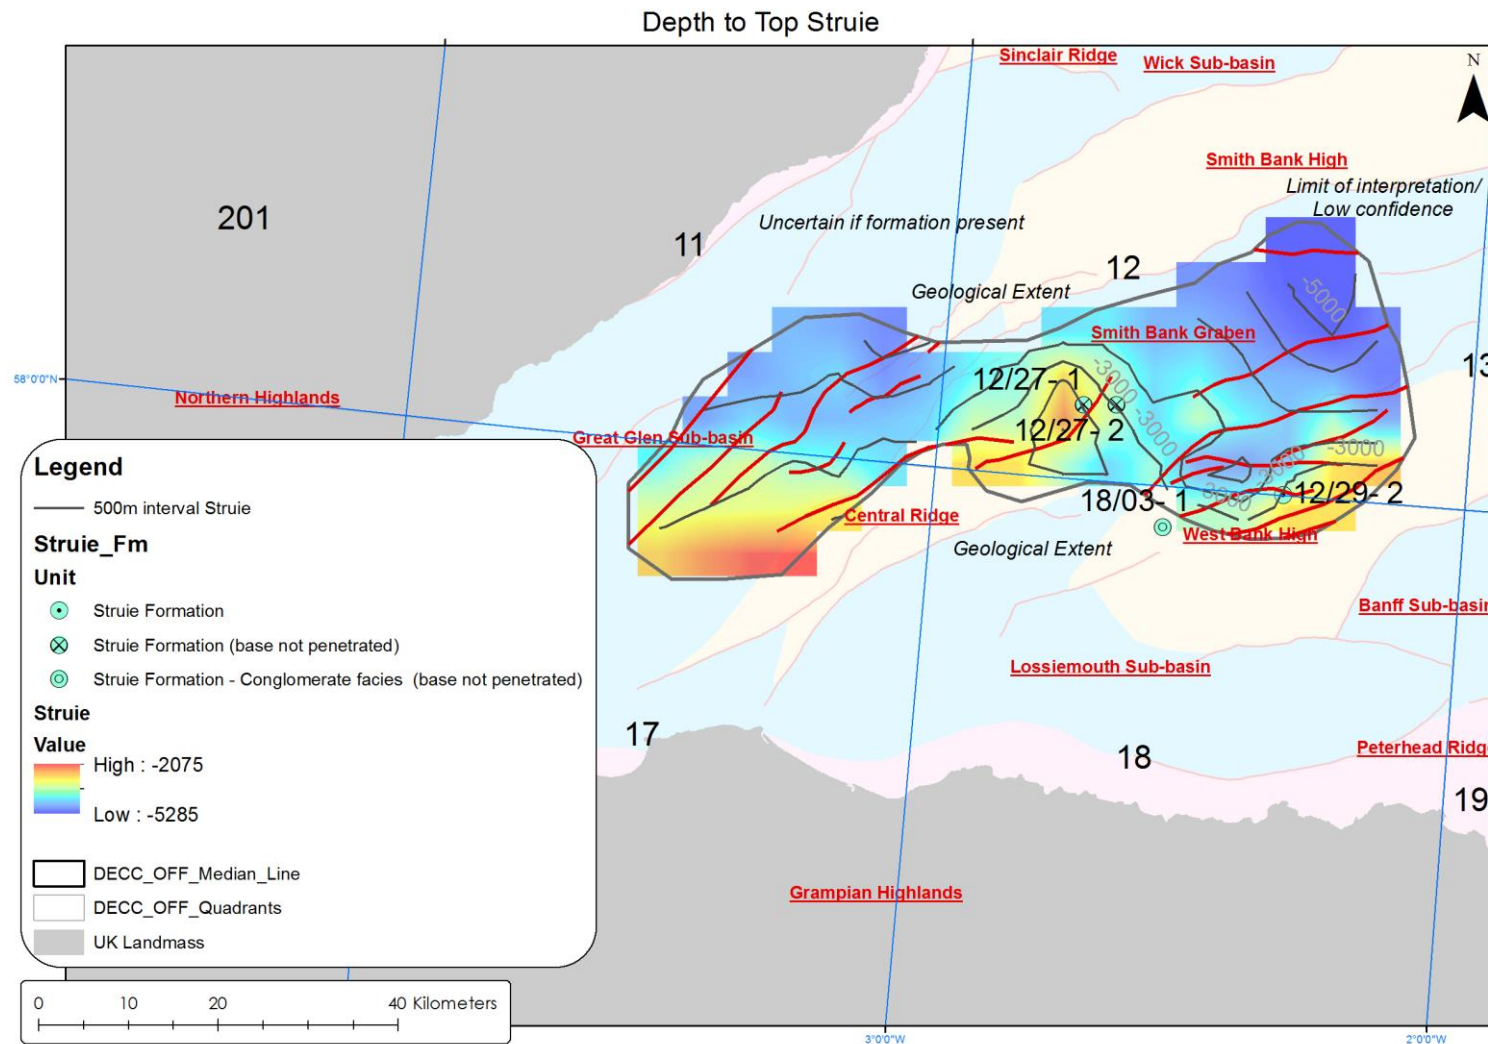 Depth to Top Struie
Sinclair Ridge
Wick Sub-basin
N
Smith Bank High
Limit of interpretation/
Low confidence
201
11
Uncertain if formation present
12
Geological Extent
-5000
Smith Bank Graben
13
58°0'0"N
Northern Highlands
12/27- 1
-3000
-3000
12/27- 2
Great Glen Sub-basin
-3000
-3000
3000
12/29- 2
18/03- 1
Central Ridge
West Bank High
Geological Extent
Banff Sub-basin
Lossiemouth Sub-basin
17
18
Peterhead Ridge
19
Grampian Highlands
Legend
500m interval Struie
Struie_Fm
Unit
Struie Formation
Struie Formation (base not penetrated)
Struie Formation - Conglomerate facies (base not penetrated)
Struie
Value
High : -2075
Low : -5285
DECC_OFF_Median_Line
DECC_OFF_Quadrants
UK Landmass
0 10 20 40 Kilometers
3°0'0"W
2°0'0"W